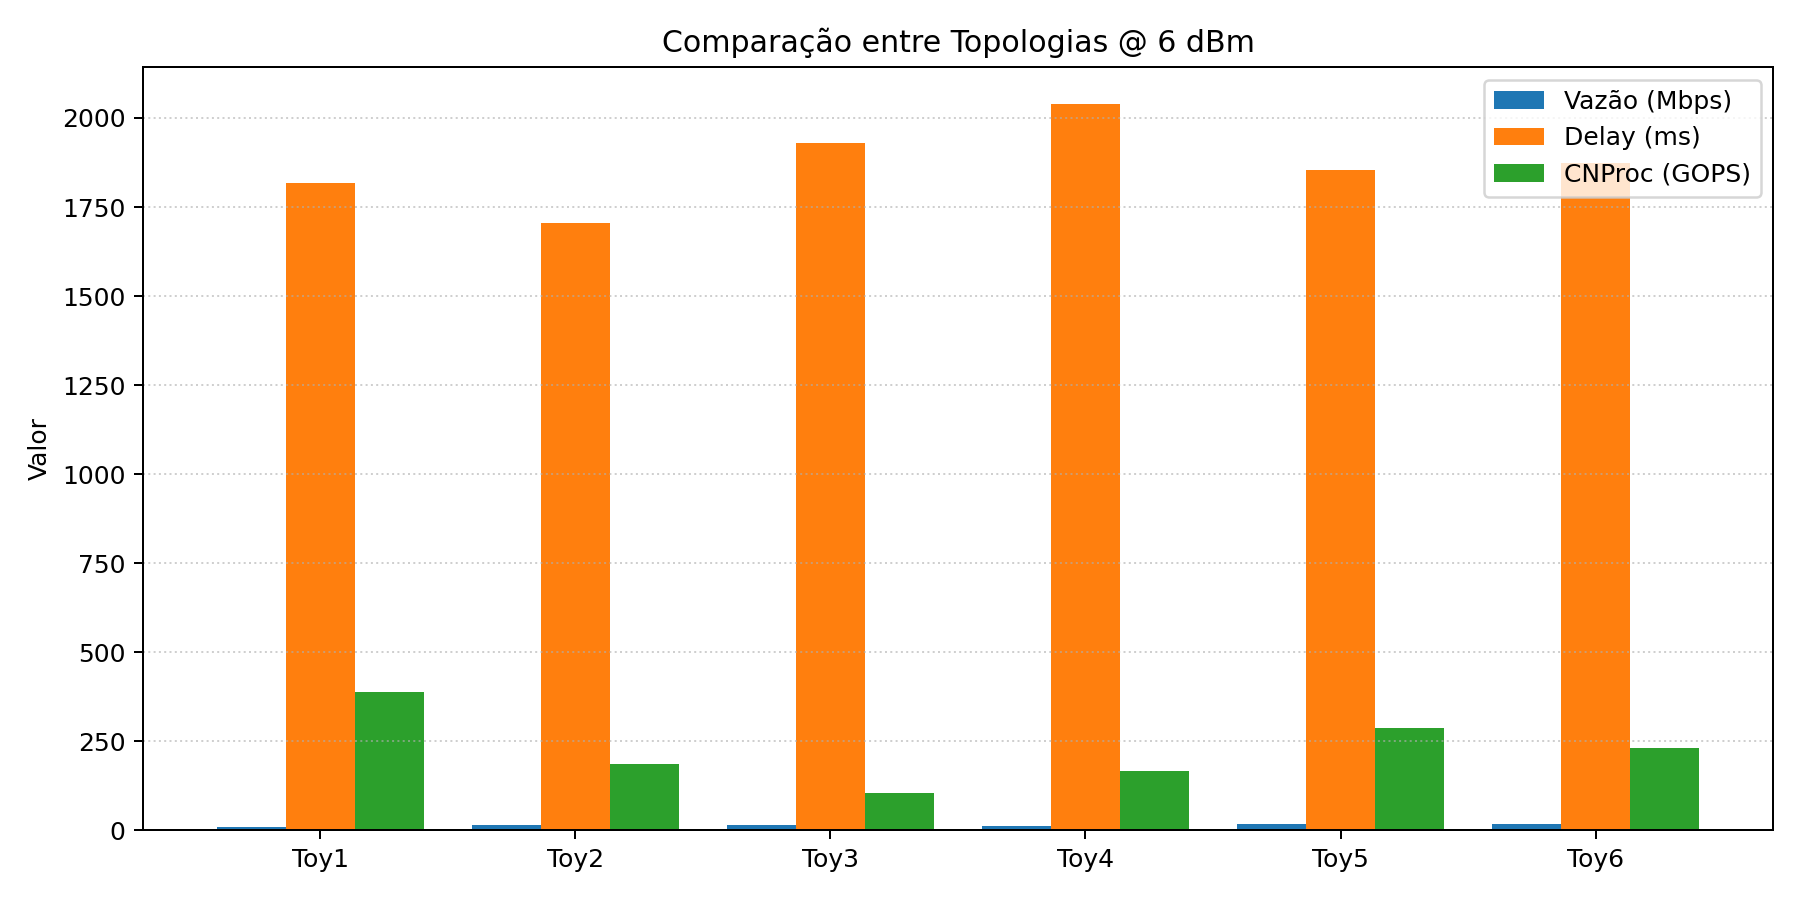 Comparação entre Topologias @ 6 dBm
Vazão (Mbps)
Delay (ms)
CNProc (GOPS)
Valor
2000
1750
1500
1250
1000
750
500
250
0
Toy1 Toy2 Toy3 Toy4 Toy5 Toy6